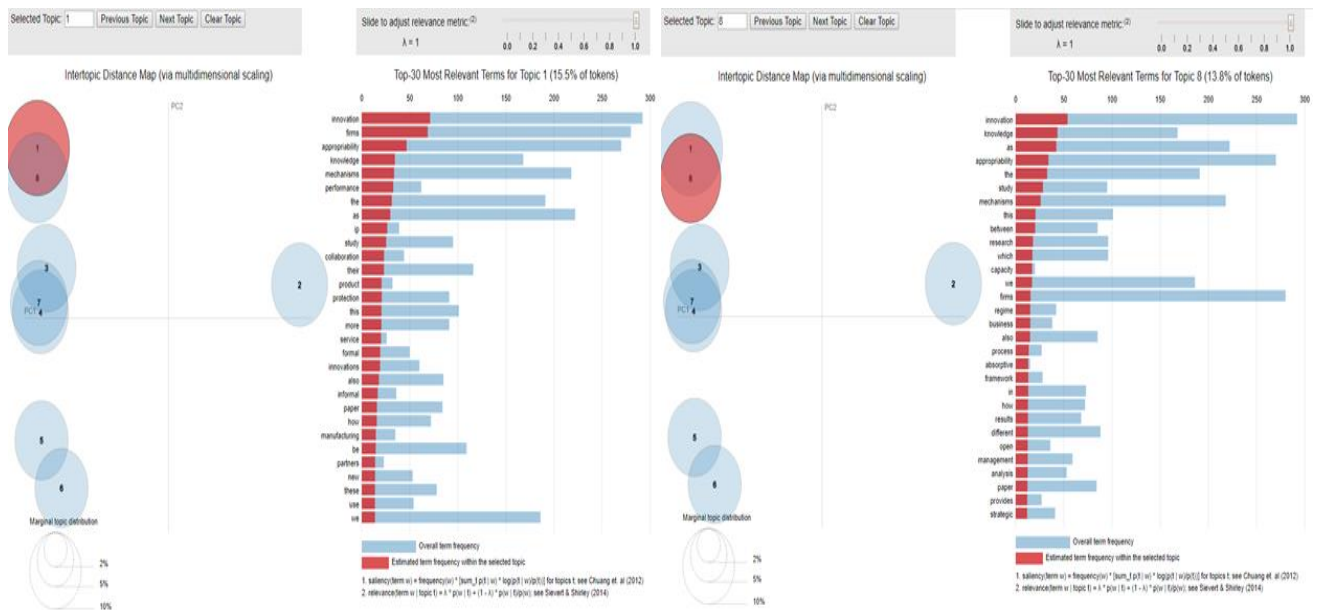 Selected Topic: 1 Previous Topic Next Topic Clear Topic
Slide to adjust relevance metric:(2)
λ = 1
0.0 0.2 0.4 0.6 0.8 1.0
Intertopic Distance Map (via multidimensional scaling)
PC2
PC1
1
8
3
7
4
2
5
6
Marginal topic distribution
2%
5%
10%
Top-30 Most Relevant Terms for Topic 1 (15.5% of tokens)
0 50 100 150 200 250 300
innovation
firms
appropriability
knowledge
mechanisms
performance
the
as
ip
study
collaboration
their
product
protection
this
more
service
formal
innovations
also
informal
paper
how
manufacturing
be
partners
new
these
use
we
Overall term frequency
Estimated term frequency within the selected topic
1. saliency(term w) = frequency(w) * [sum_t p(t | w) * log(p(t | w)/p(t))] for topics t; see Chuang et. al (2012)
2. relevance(term w | topic t) = λ * p(w | t) + (1 - λ) * p(w | t)/p(w); see Sievert & Shirley (2014)
Selected Topic: 8 Previous Topic Next Topic Clear Topic
Slide to adjust relevance metric:(2)
λ = 1
0.0 0.2 0.4 0.6 0.8 1.0
Intertopic Distance Map (via multidimensional scaling)
PC2
PC1
1
8
3
7
4
2
5
6
Marginal topic distribution
2%
5%
10%
Top-30 Most Relevant Terms for Topic 8 (13.8% of tokens)
0 50 100 150 200 250 300
innovation
knowledge
as
appropriability
the
study
mechanisms
this
between
research
which
capacity
we
firms
regime
business
also
process
absorptive
framework
in
how
results
different
open
management
analysis
paper
provides
strategic
Overall term frequency
Estimated term frequency within the selected topic
1. saliency(term w) = frequency(w) * [sum_t p(t | w) * log(p(t | w)/p(t))] for topics t; see Chuang et. al (2012)
2. relevance(term w | topic t) = λ * p(w | t) + (1 - λ) * p(w | t)/p(w); see Sievert & Shirley (2014)